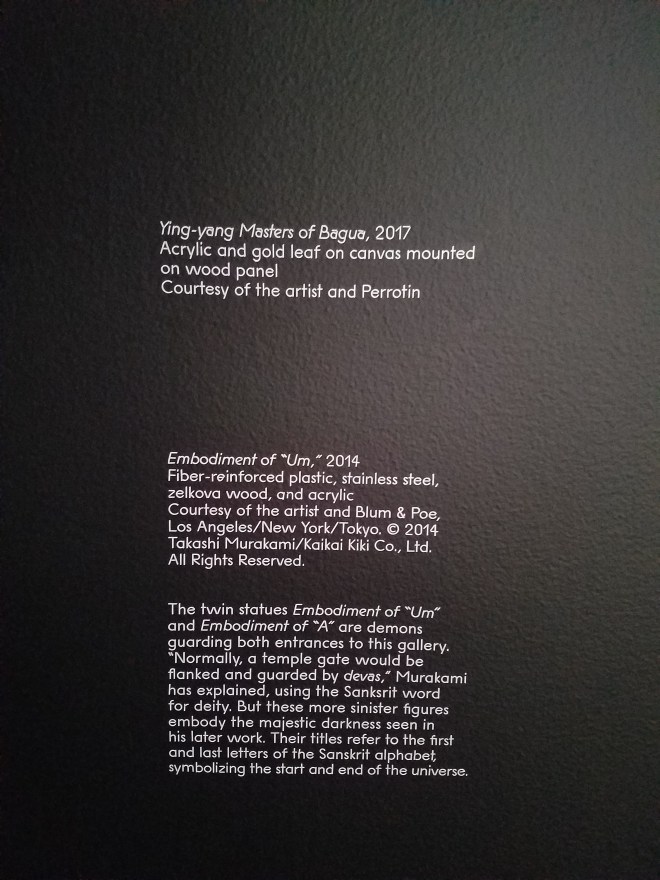 Ying-yang Masters of Bagua, 2017
Acrylic and gold leaf on canvas mounted
on wood panel
Courtesy of the artist and Perrotin
Embodiment of “Um,” 2014
Fiber-reinforced plastic, stainless steel,
zelkova wood, and acrylic
Courtesy of the artist and Blum & Poe,
Los Angeles/New York/Tokyo. © 2014
Takashi Murakami/Kaikai Kiki Co., Ltd.
All Rights Reserved.
The twin statues Embodiment of “Um”
and Embodiment of “A” are demons
guarding both entrances to this gallery.
“Normally, a temple gate would be
flanked and guarded by devas,” Murakami
has explained, using the Sanksrit word
for deity. But these more sinister figures
embody the majestic darkness seen in
his later work. Their titles refer to the first
and last letters of the Sanskrit alphabet,
symbolizing the start and end of the universe.